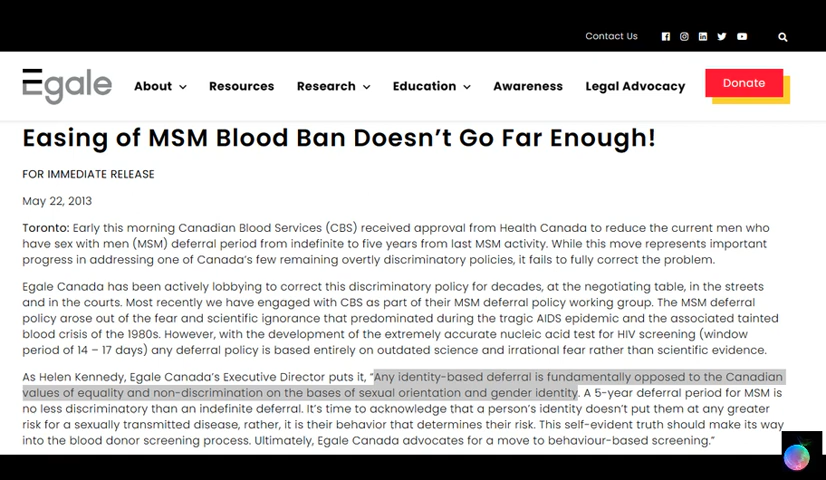 Contact Us
Egale
About Resources Research Education Awareness Legal Advocacy Donate
Easing of MSM Blood Ban Doesn’t Go Far Enough!
FOR IMMEDIATE RELEASE
May 22, 2013
Toronto: Early this morning Canadian Blood Services (CBS) received approval from Health Canada to reduce the current men who
have sex with men (MSM) deferral period from indefinite to five years from last MSM activity. While this move represents important
progress in addressing one of Canada’s few remaining overtly discriminatory policies, it fails to fully correct the problem.
Egale Canada has been actively lobbying to correct this discriminatory policy for decades, at the negotiating table, in the streets
and in the courts. Most recently we have engaged with CBS as part of their MSM deferral policy working group. The MSM deferral
policy arose out of the fear and scientific ignorance that predominated during the tragic AIDS epidemic and the associated tainted
blood crisis of the 1980s. However, with the development of the extremely accurate nucleic acid test for HIV screening (window
period of 14 – 17 days) any deferral policy is based entirely on outdated science and irrational fear rather than scientific evidence.
As Helen Kennedy, Egale Canada’s Executive Director puts it, “Any identity-based deferral is fundamentally opposed to the Canadian
values of equality and non-discrimination on the bases of sexual orientation and gender identity. A 5-year deferral period for MSM is
no less discriminatory than an indefinite deferral. It’s time to acknowledge that a person’s identity doesn’t put them at any greater
risk for a sexually transmitted disease, rather, it is their behavior that determines their risk. This self-evident truth should make its way
into the blood donor screening process. Ultimately, Egale Canada advocates for a move to behaviour-based screening.”